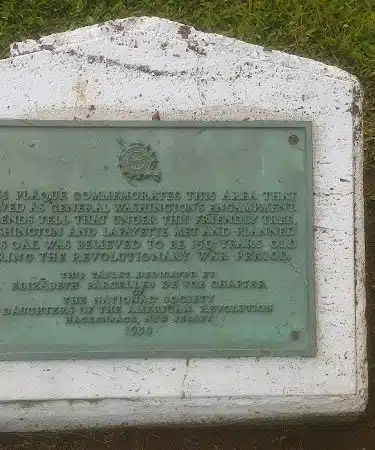 S PLAQUE COMMEMORATES THIS AREA THAT
VED AS GENERAL WASHINGTON'S ENCAMPMENT.
ENDS TELL THAT UNDER THIS FRIENDLY TREE
SHINGTON AND LAFAYETTE MET AND PLANNED
S OAK WAS BELIEVED TO BE 150 YEARS OLD
RING THE REVOLUTIONARY WAR PERIOD.
THIS TABLET DEDICATED BY
ELIZABETH PARCELLES DE VOE CHAPTER
OF
THE NATIONAL SOCIETY
DAUGHTERS OF THE AMERICAN REVOLUTION
HACKENSACK, NEW JERSEY